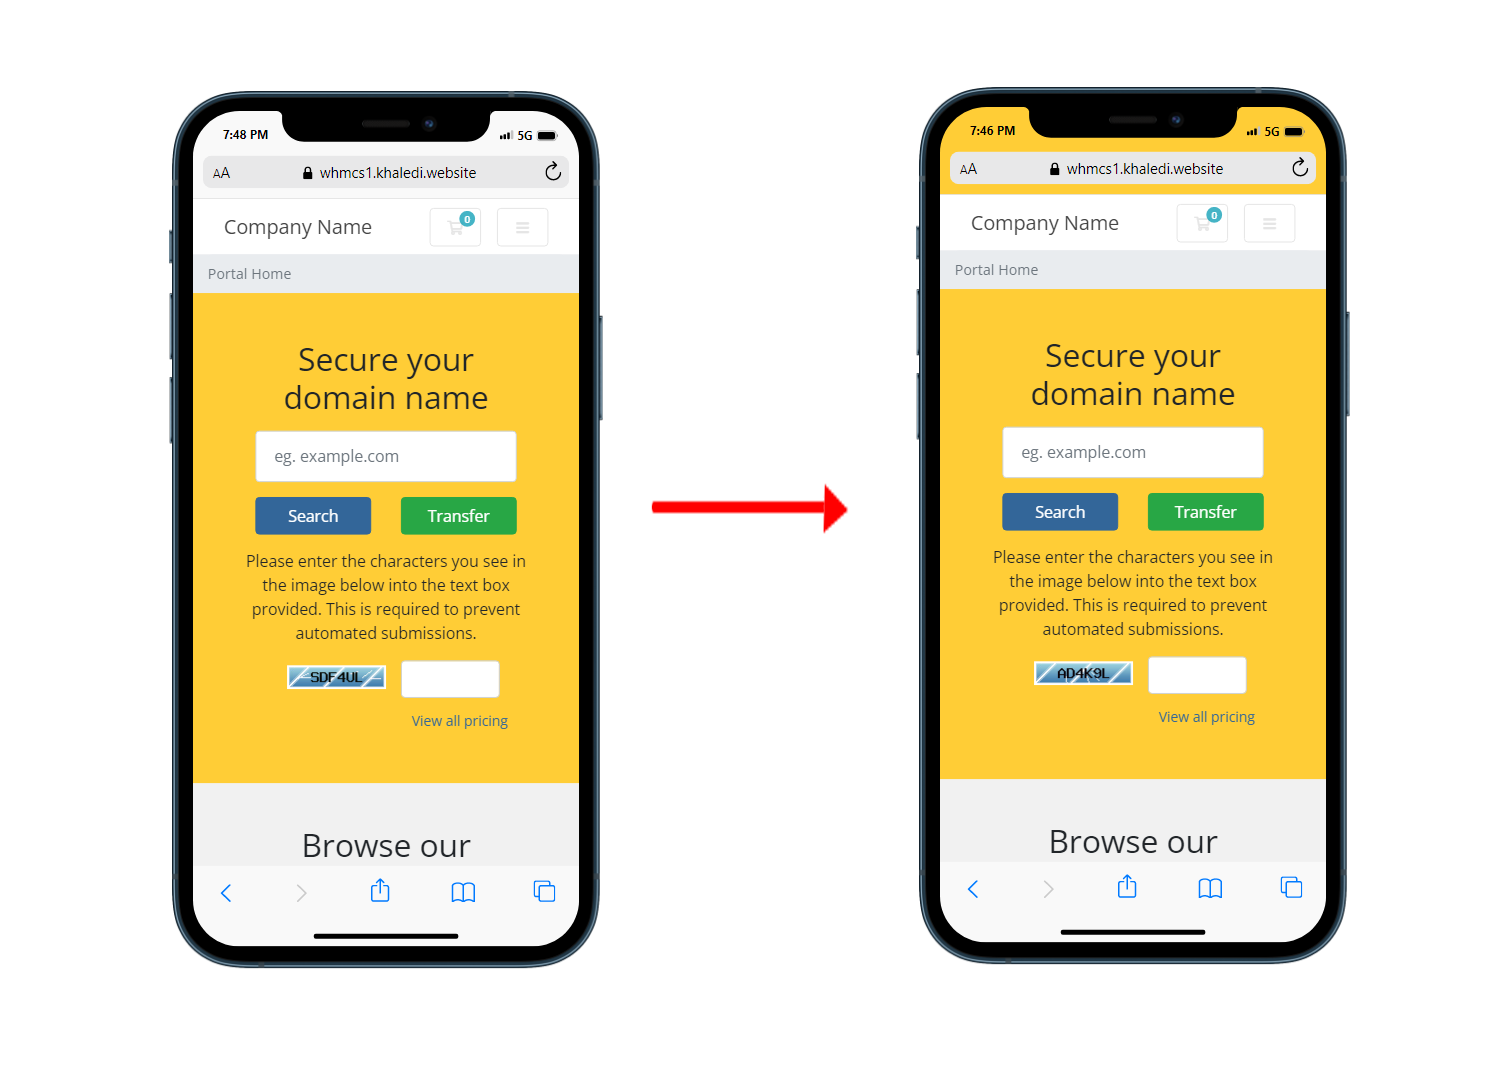 7:48 PM 5G
AA whmcs1.khaledi.website
Company Name 0
Portal Home
Secure your
domain name
eg. example.com
Search Transfer
Please enter the characters you see in
the image below into the text box
provided. This is required to prevent
automated submissions.
SDF4UL
View all pricing
Browse our
7:46 PM 5G
AA whmcs1.khaledi.website
Company Name 0
Portal Home
Secure your
domain name
eg. example.com
Search Transfer
Please enter the characters you see in
the image below into the text box
provided. This is required to prevent
automated submissions.
AD4K9L
View all pricing
Browse our